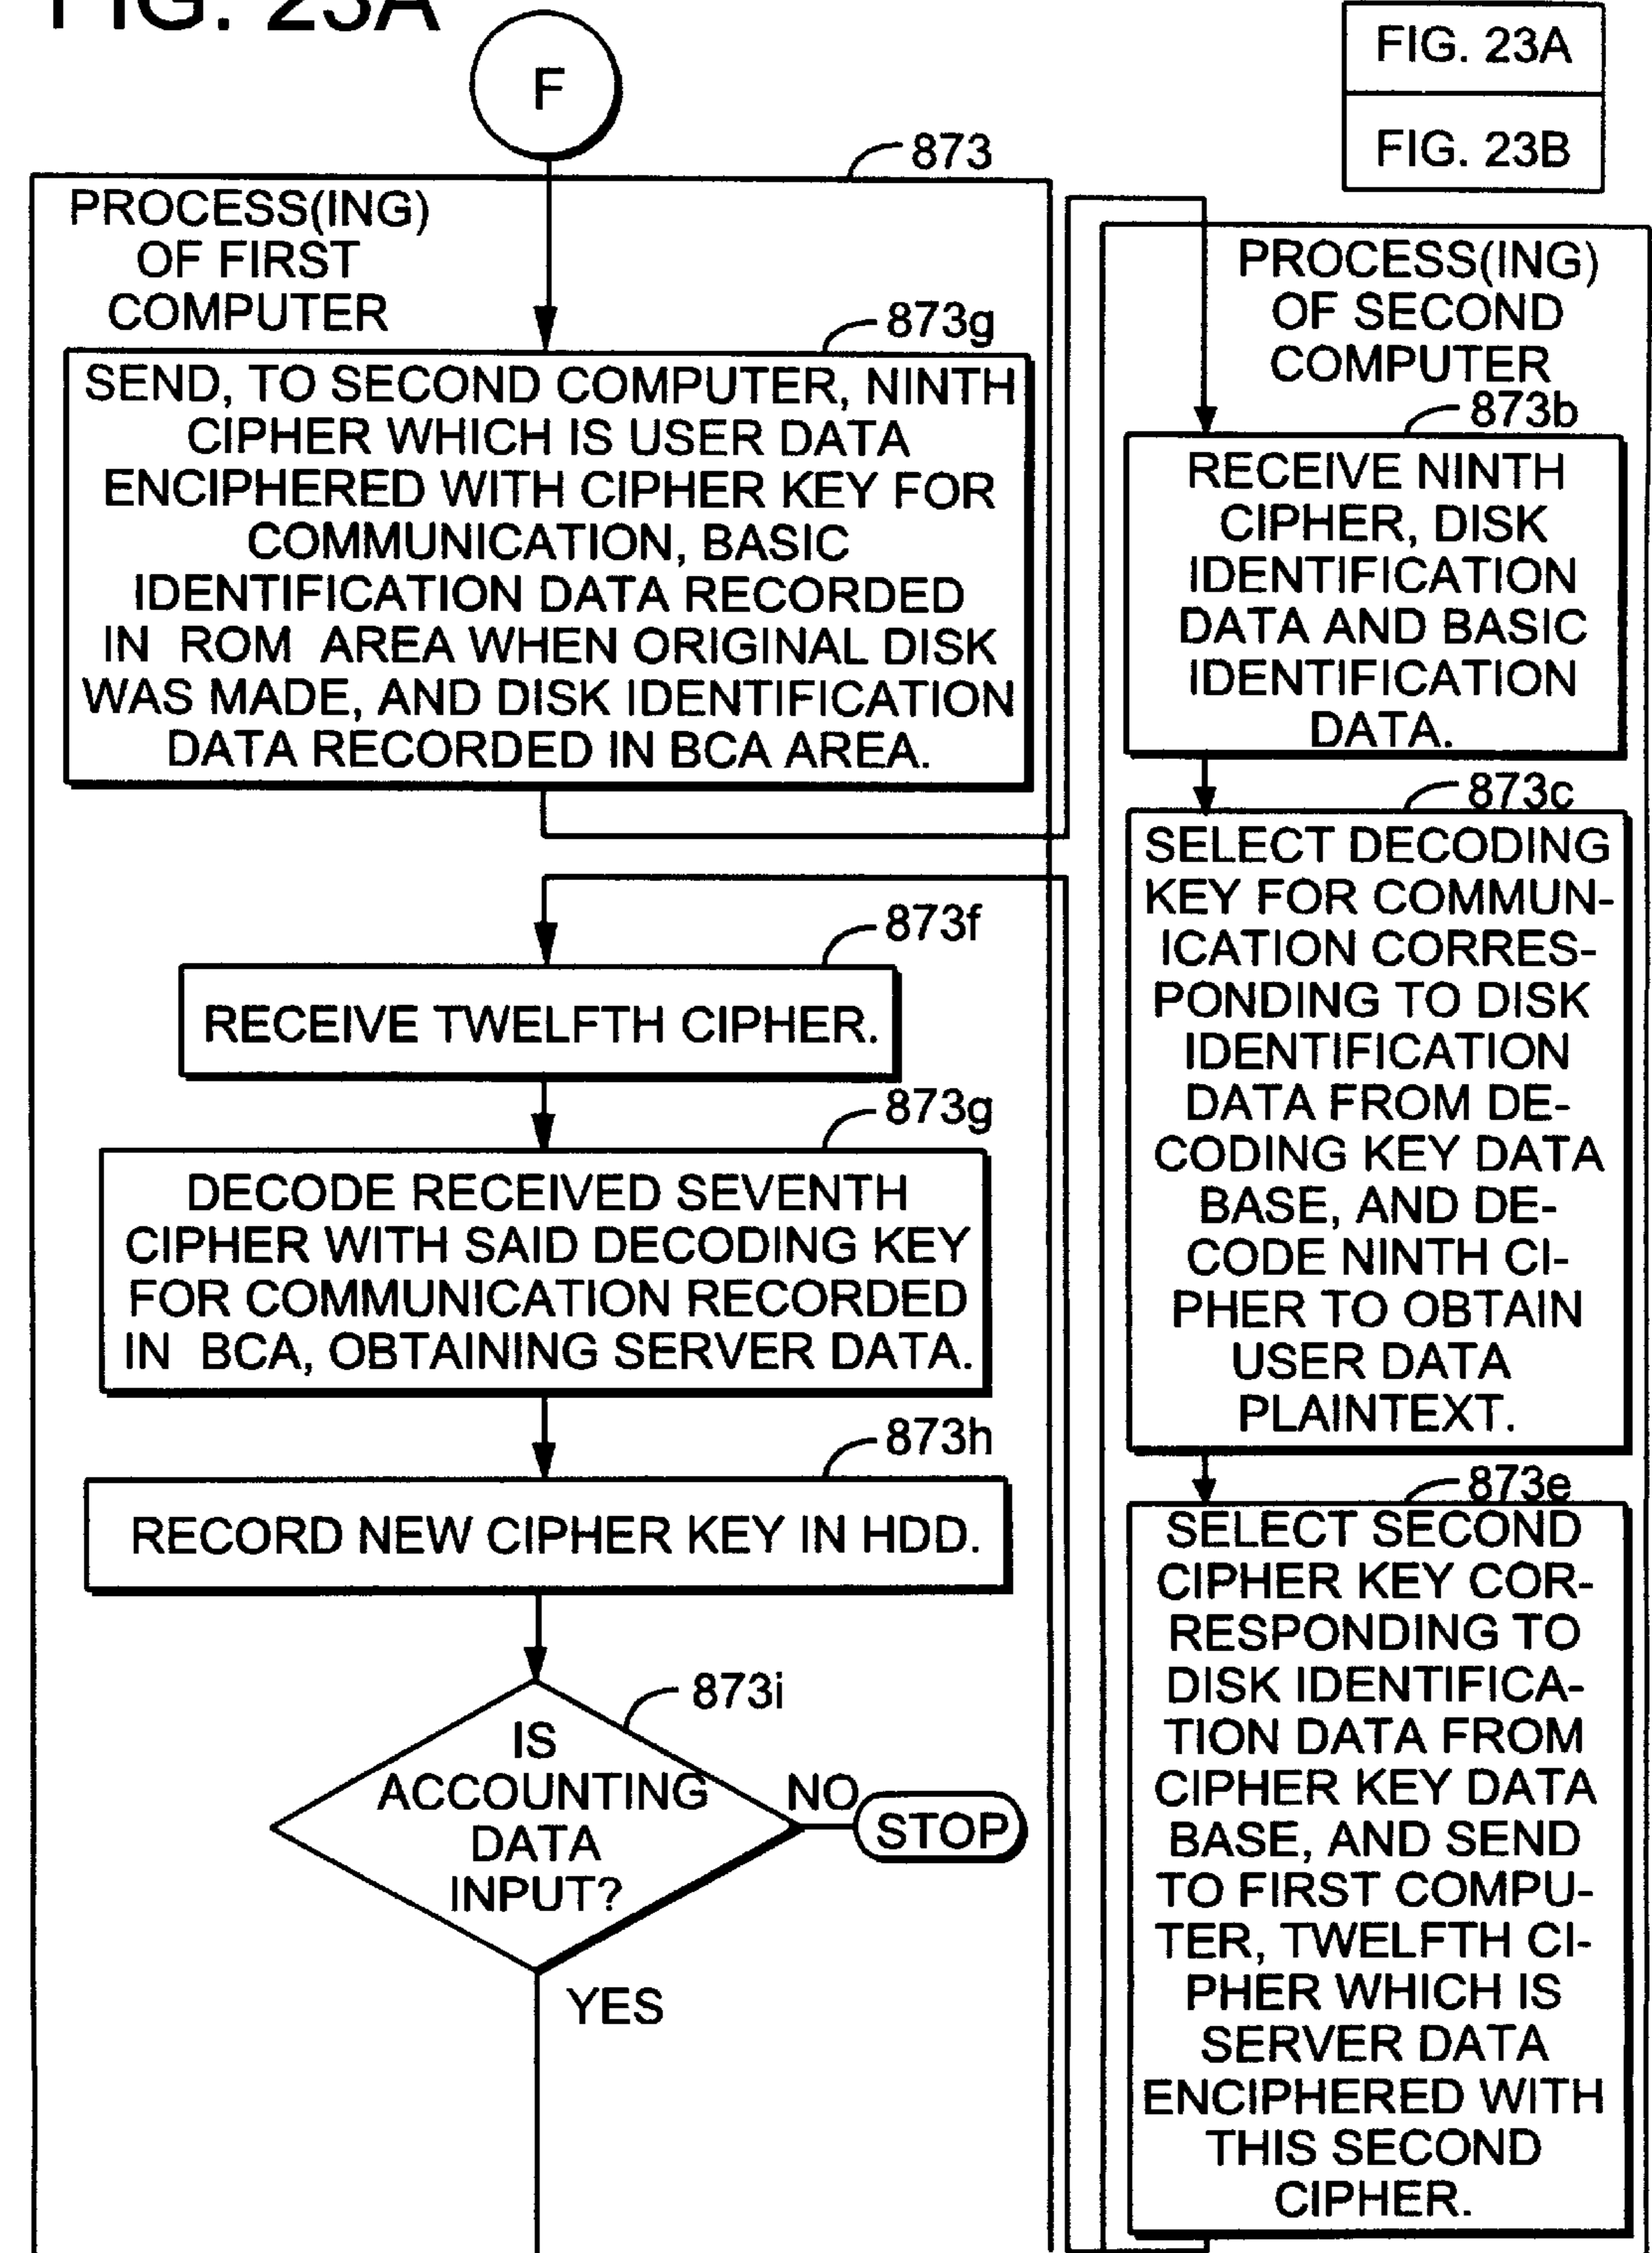 FIG. 23A
FIG. 23A
FIG. 23B
F
873
PROCESS(ING)
OF FIRST
COMPUTER
873g
SEND, TO SECOND COMPUTER, NINTH
CIPHER WHICH IS USER DATA
ENCIPHERED WITH CIPHER KEY FOR
COMMUNICATION, BASIC
IDENTIFICATION DATA RECORDED
IN ROM AREA WHEN ORIGINAL DISK
WAS MADE, AND DISK IDENTIFICATION
DATA RECORDED IN BCA AREA.
873f
RECEIVE TWELFTH CIPHER.
873g
DECODE RECEIVED SEVENTH
CIPHER WITH SAID DECODING KEY
FOR COMMUNICATION RECORDED
IN BCA, OBTAINING SERVER DATA.
873h
RECORD NEW CIPHER KEY IN HDD.
873i
IS
ACCOUNTING
DATA
INPUT?
NO
STOP
YES
PROCESS(ING)
OF SECOND
COMPUTER
873b
RECEIVE NINTH
CIPHER, DISK
IDENTIFICATION
DATA AND BASIC
IDENTIFICATION
DATA.
873c
SELECT DECODING
KEY FOR COMMUN-
ICATION CORRES-
PONDING TO DISK
IDENTIFICATION
DATA FROM DE-
CODING KEY DATA
BASE, AND DE-
CODE NINTH CI-
PHER TO OBTAIN
USER DATA
PLAINTEXT.
873e
SELECT SECOND
CIPHER KEY COR-
RESPONDING TO
DISK IDENTIFICA-
TION DATA FROM
CIPHER KEY DATA
BASE, AND SEND
TO FIRST COMPU-
TER, TWELFTH CI-
PHER WHICH IS
SERVER DATA
ENCIPHERED WITH
THIS SECOND
CIPHER.